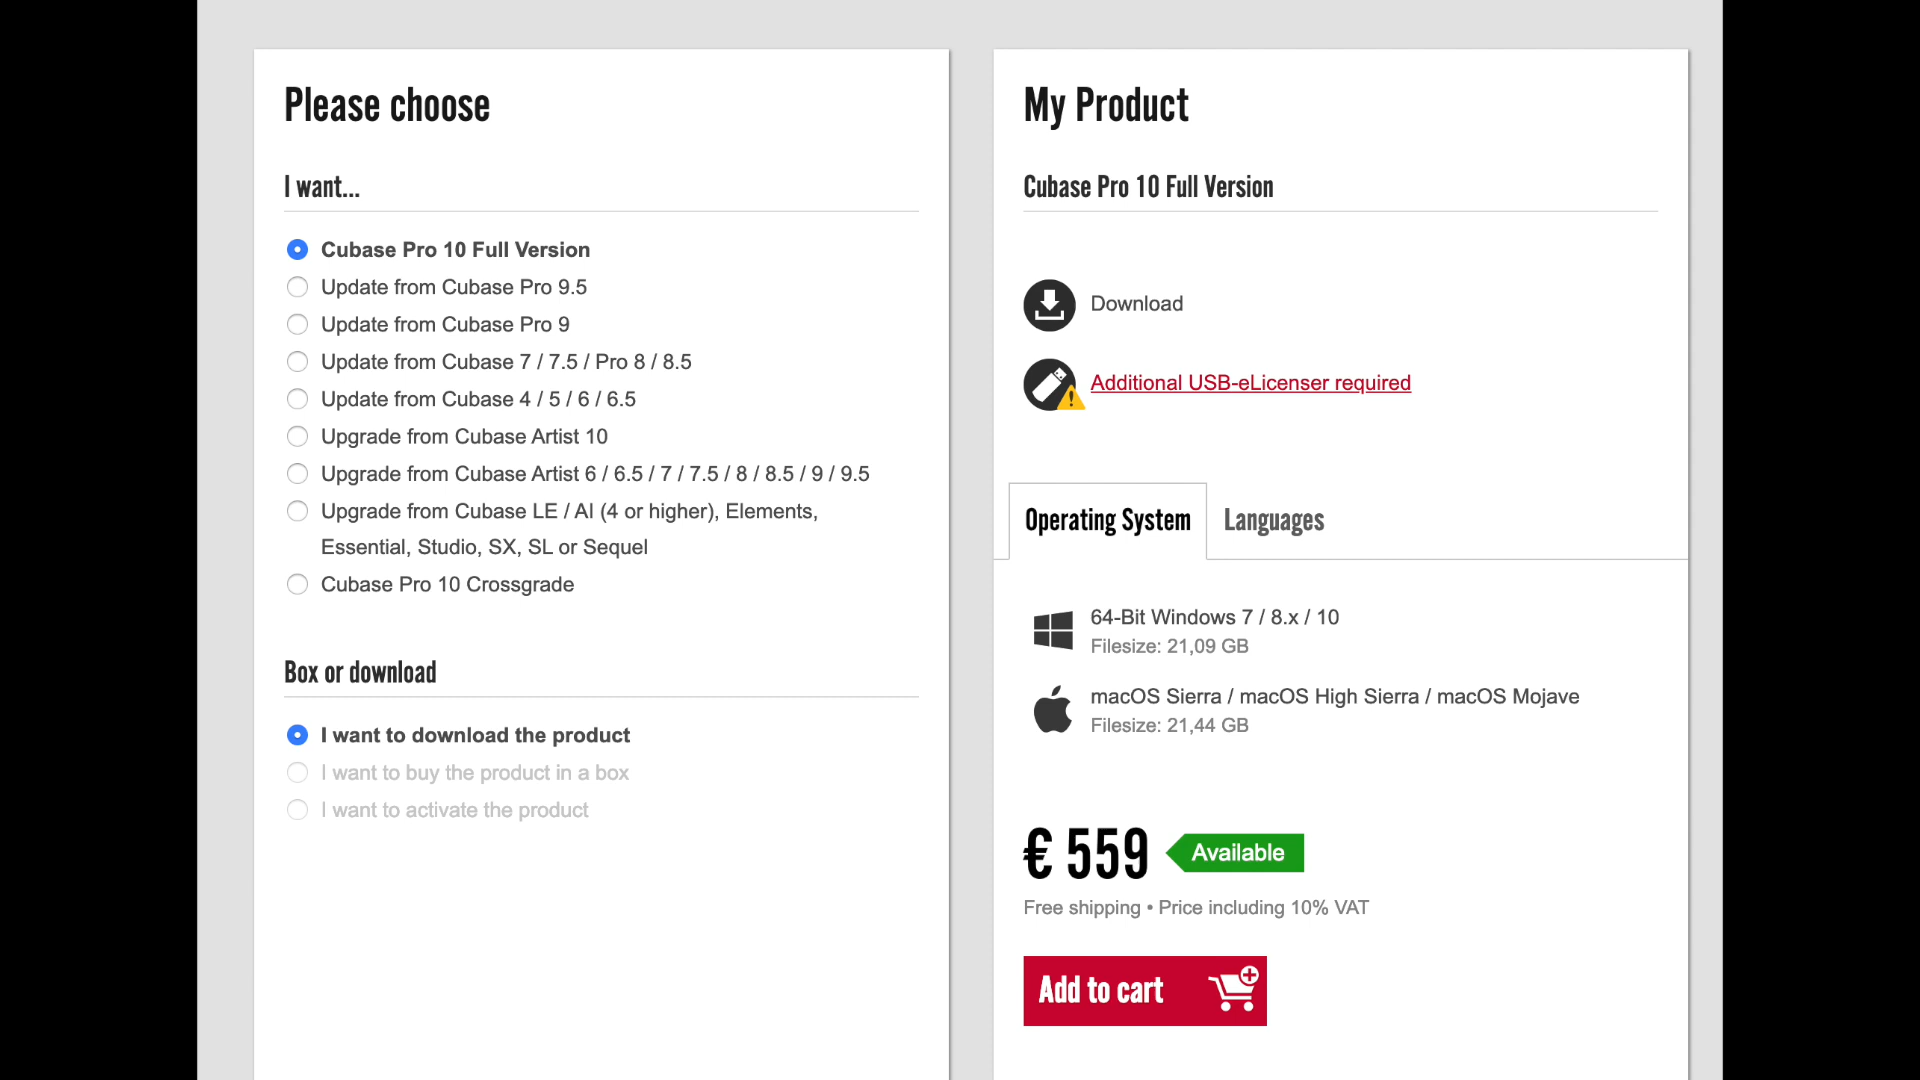 Please choose
I want...
Cubase Pro 10 Full Version
Update from Cubase Pro 9.5
Update from Cubase Pro 9
Update from Cubase 7 / 7.5 / Pro 8 / 8.5
Update from Cubase 4 / 5 / 6 / 6.5
Upgrade from Cubase Artist 10
Upgrade from Cubase Artist 6 / 6.5 / 7 / 7.5 / 8 / 8.5 / 9 / 9.5
Upgrade from Cubase LE / AI (4 or higher), Elements,
Essential, Studio, SX, SL or Sequel
Cubase Pro 10 Crossgrade
Box or download
I want to download the product
I want to buy the product in a box
I want to activate the product
My Product
Cubase Pro 10 Full Version
Download
Additional USB-eLicenser required
Operating System
Languages
64-Bit Windows 7 / 8.x / 10
Filesize: 21,09 GB
macOS Sierra / macOS High Sierra / macOS Mojave
Filesize: 21,44 GB
€ 559
Available
Free shipping • Price including 10% VAT
Add to cart